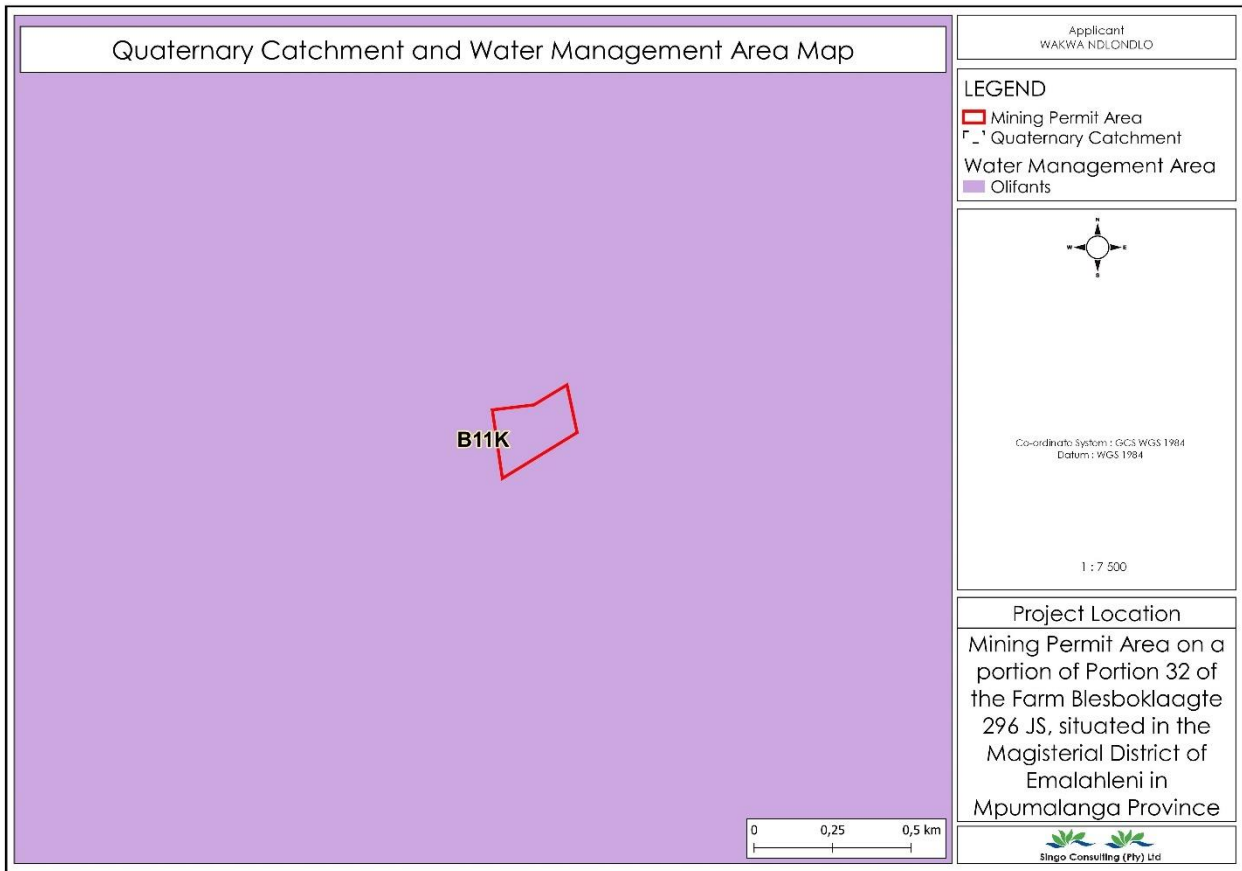 Quaternary Catchment and Water Management Area Map
B11K
0 0,25 0,5 km
Applicant
WAKWA NDLONDLO
LEGEND
Mining Permit Area
Quaternary Catchment
Water Management Area
Olifants
N
W E
S
Co-ordinate System : GCS WGS 1984
Datum : WGS 1984
1 : 7 500
Project Location
Mining Permit Area on a
portion of Portion 32 of
the Farm Blesboklaagte
296 JS, situated in the
Magisterial District of
Emalahleni in
Mpumalanga Province
Singo Consulting (Pty) Ltd